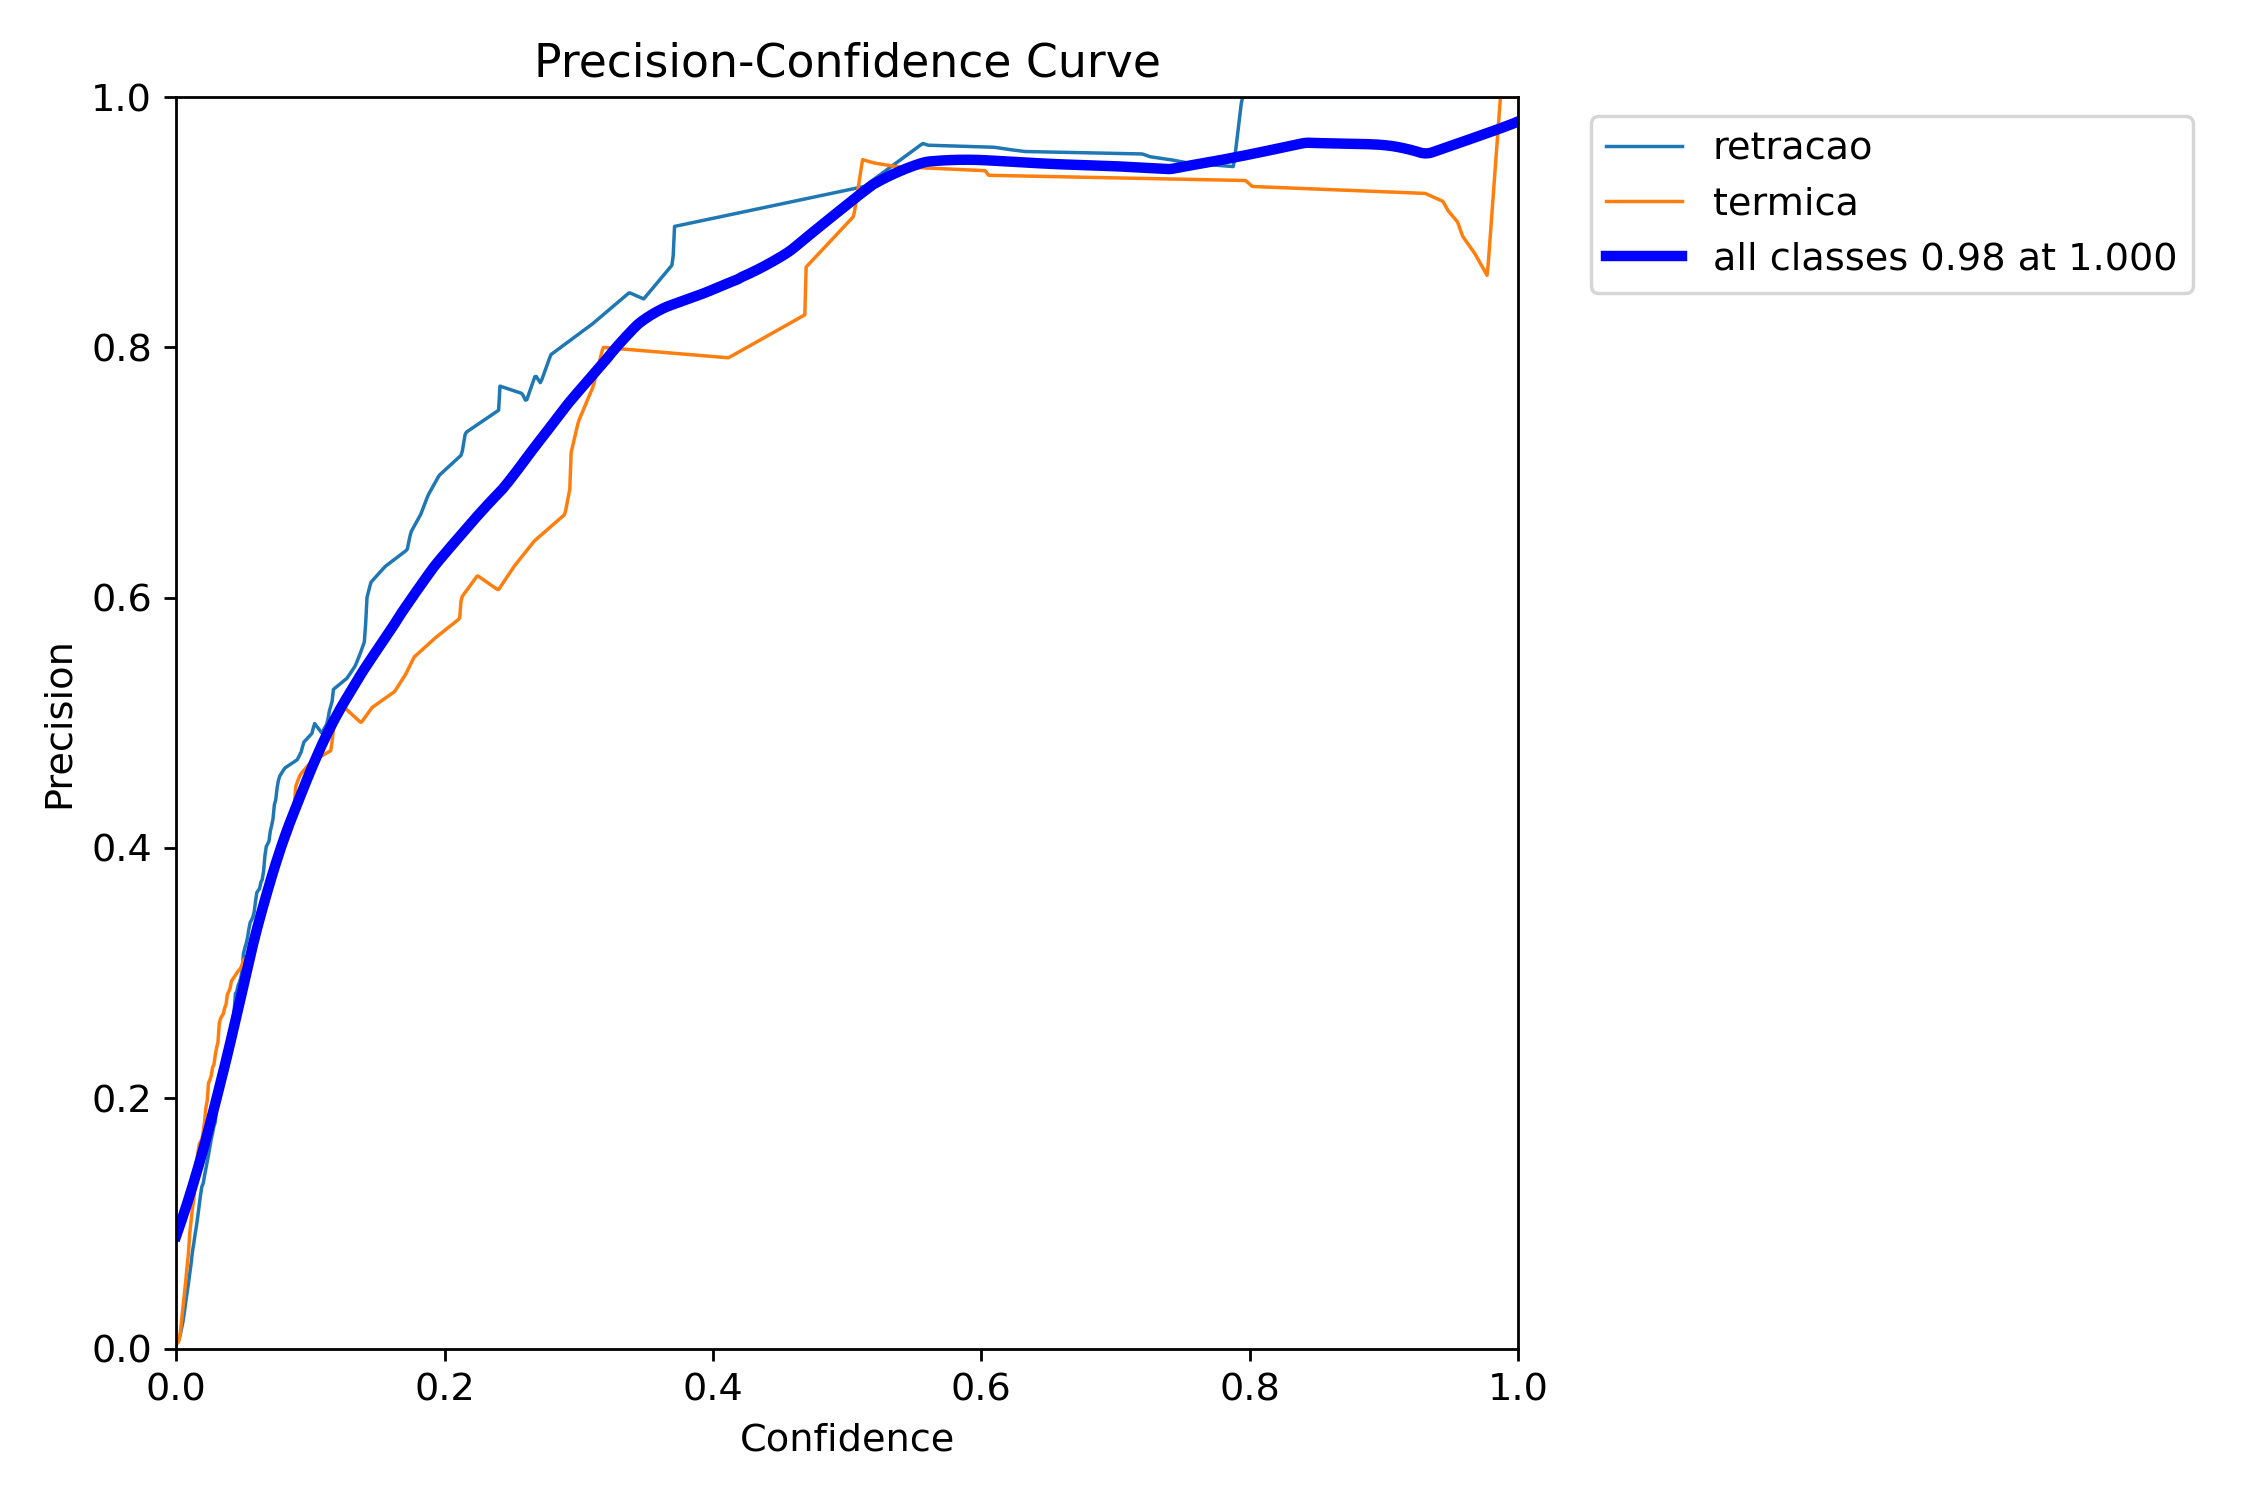 Precision-Confidence Curve
1.0
0.8
0.6
0.4
0.2
0.0
Precision
0.0 0.2 0.4 0.6 0.8 1.0
Confidence
retracao
termica
all classes 0.98 at 1.000